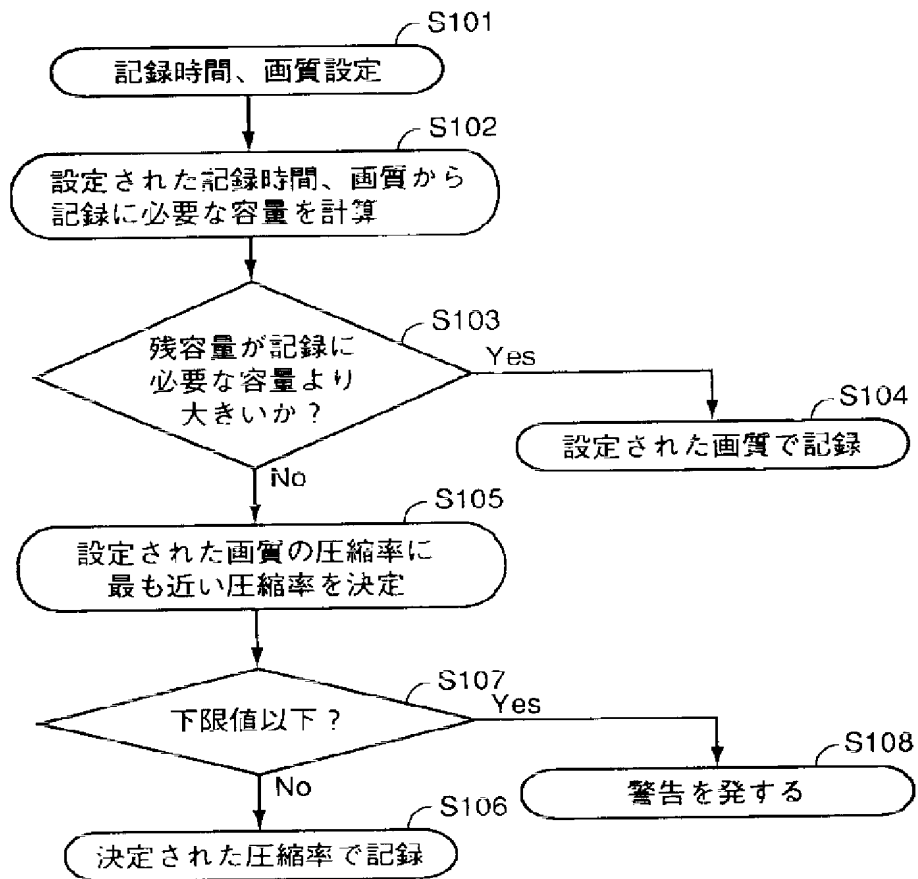 S101
記録時間、画質設定
S102
設定された記録時間、画質から
記録に必要な容量を計算
S103
残容量が記録に
必要な容量より
大きいか?
Yes
S104
設定された画質で記録
No
S105
設定された画質の圧縮率に
最も近い圧縮率を決定
S107
下限値以下?
Yes
S108
警告を発する
No
S106
決定された圧縮率で記録